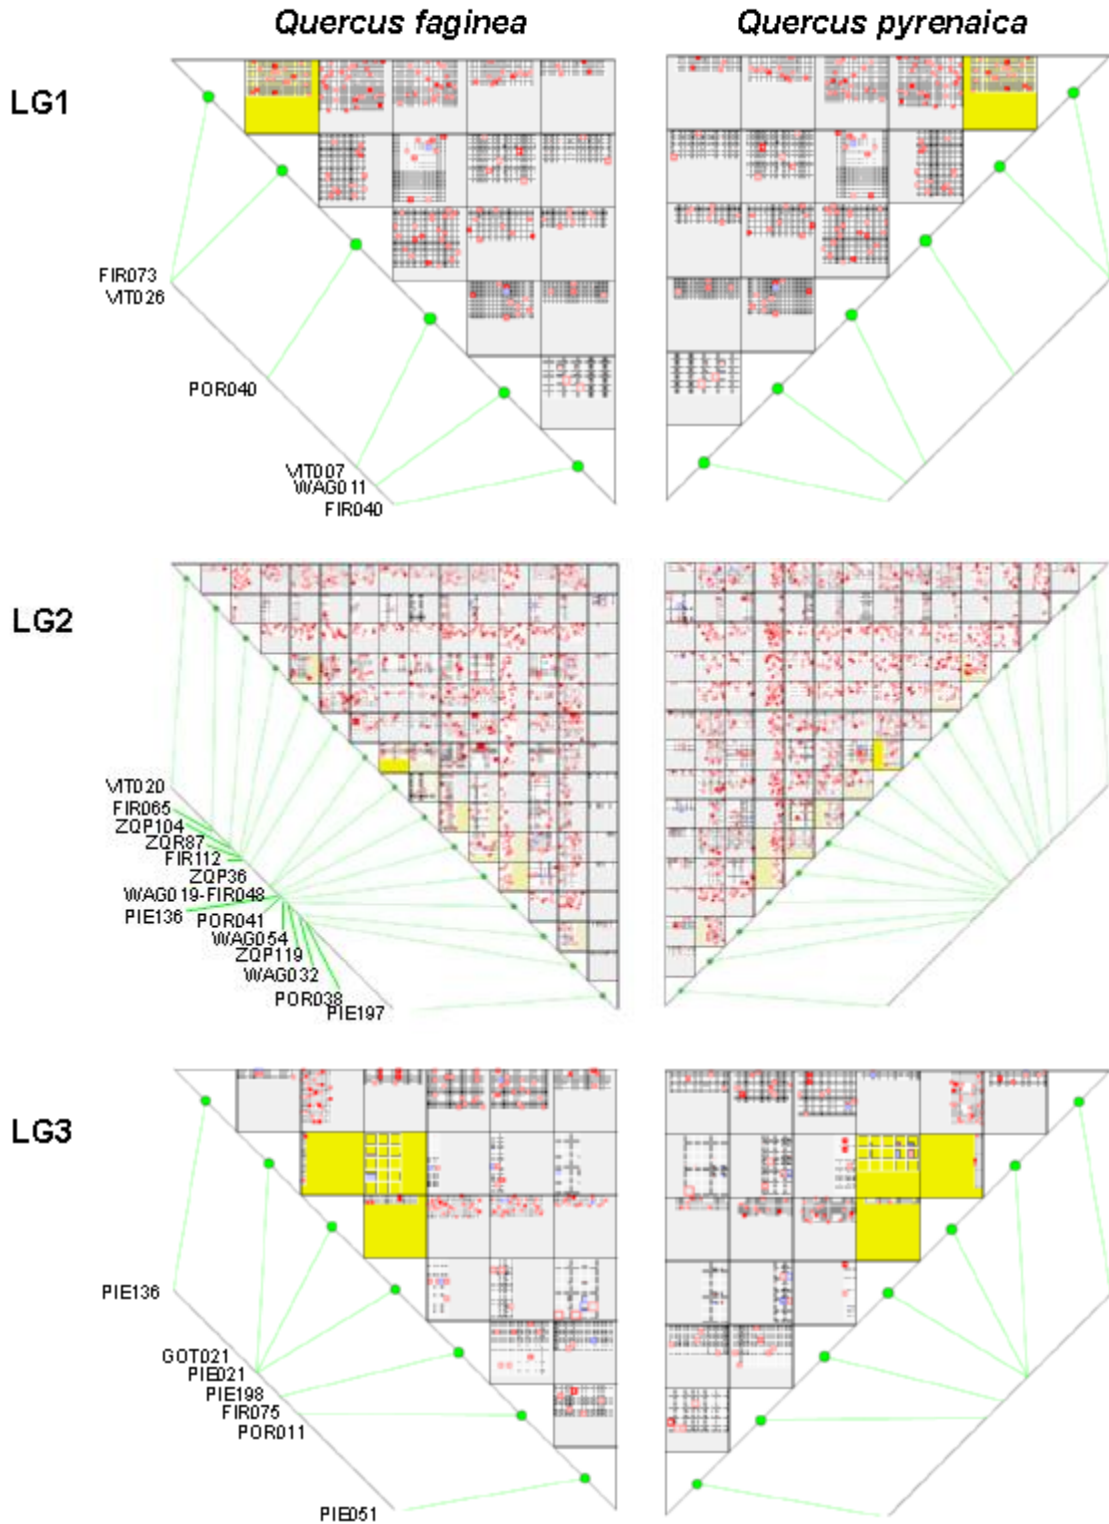 Quercus faginea
Quercus pyrenaica
LG1
FIR073
VIT026
POR040
VIT007
WAG011
FIR040
LG2
VIT020
FIR065
ZQP104
ZQR87
FIR112
ZQP36
WAG019-FIR048
PIE136
POR041
WAG054
ZQP119
WAG032
POR038
PIE197
LG3
PIE136
GOT021
PIE021
PIE198
FIR075
POR011
PIE051